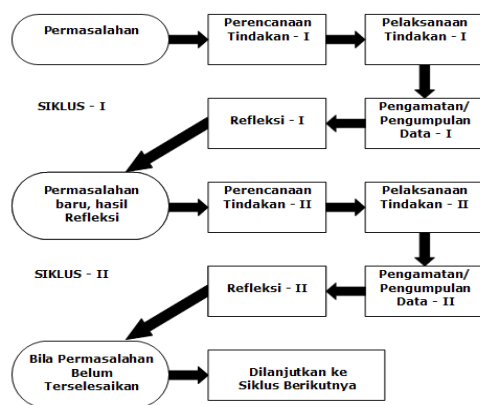 Permasalahan
Perencanaan
Tindakan - I
Pelaksanaan
Tindakan - I
SIKLUS - I
Refleksi - I
Pengamatan/
Pengumpulan
Data - I
Permasalahan
baru, hasil
Refleksi
Perencanaan
Tindakan - II
Pelaksanaan
Tindakan - II
SIKLUS - II
Refleksi - II
Pengamatan/
Pengumpulan
Data - II
Bila Permasalahan
Belum
Terselesaikan
Dilanjutkan ke
Siklus Berikutnya